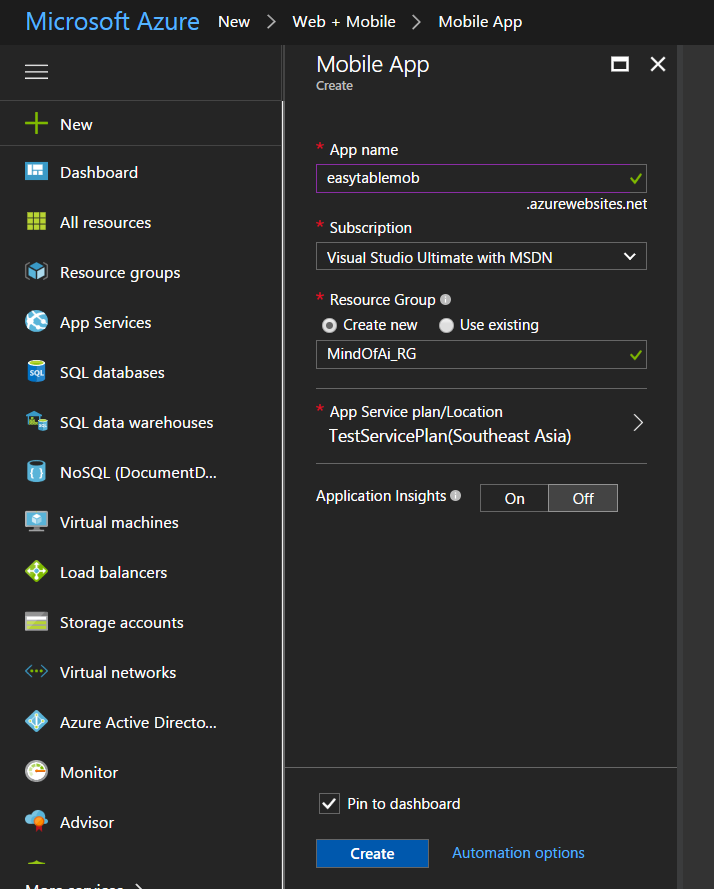 Microsoft Azure New > Web + Mobile > Mobile App
Mobile App
Create
New
Dashboard
All resources
Resource groups
App Services
SQL databases
SQL data warehouses
NoSQL (DocumentD...
Virtual machines
Load balancers
Storage accounts
Virtual networks
Azure Active Directo...
Monitor
Advisor
More services >
* App name
easytablemob
.azurewebsites.net
* Subscription
Visual Studio Ultimate with MSDN
* Resource Group
Create new Use existing
MindOfAi_RG
* App Service plan/Location
TestServicePlan(Southeast Asia)
Application Insights On Off
Pin to dashboard
Create Automation options